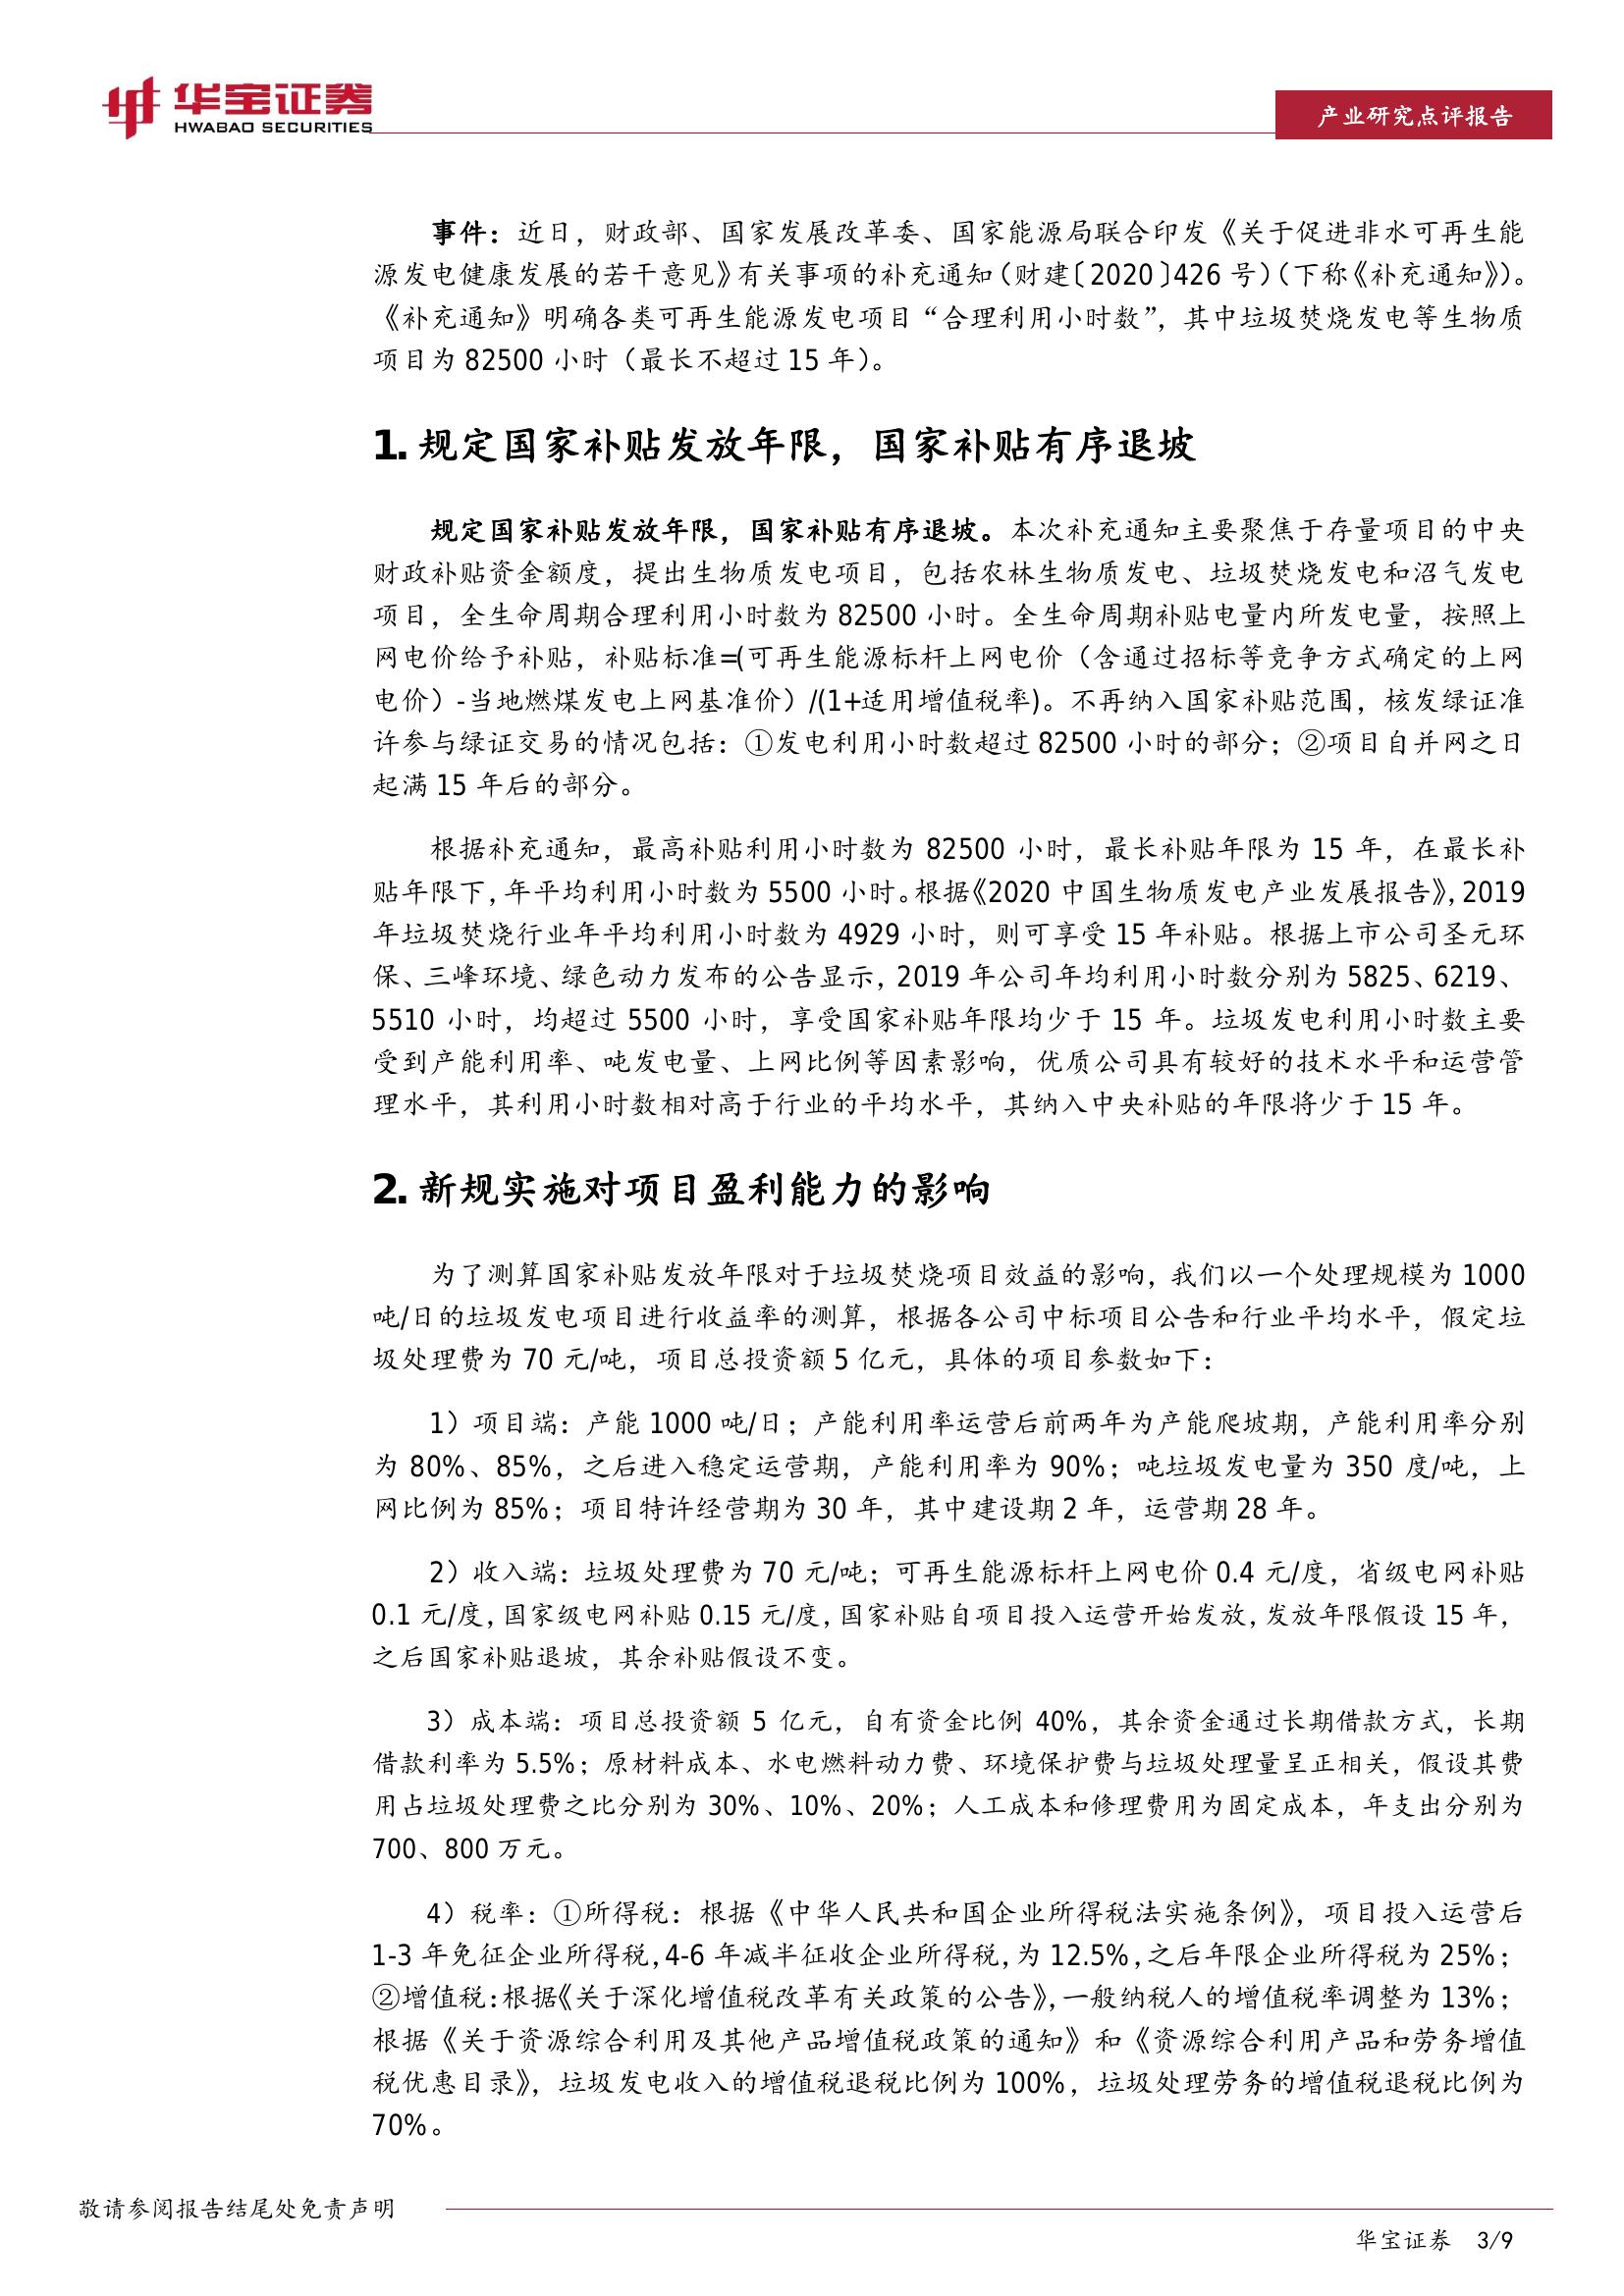 华宝证券
HWABAO SECURITIES
产业研究点评报告
事件：近日，财政部、国家发展改革委、国家能源局联合印发《关于促进非水可再生能
源发电健康发展的若干意见》有关事项的补充通知（财建〔2020〕426 号）（下称《补充通知》）。
《补充通知》明确各类可再生能源发电项目“合理利用小时数”，其中垃圾焚烧发电等生物质
项目为 82500 小时（最长不超过 15 年）。
1. 规定国家补贴发放年限，国家补贴有序退坡
规定国家补贴发放年限，国家补贴有序退坡。本次补充通知主要聚焦于存量项目的中央
财政补贴资金额度，提出生物质发电项目，包括农林生物质发电、垃圾焚烧发电和沼气发电
项目，全生命周期合理利用小时数为 82500 小时。全生命周期补贴电量内所发电量，按照上
网电价给予补贴，补贴标准=(可再生能源标杆上网电价（含通过招标等竞争方式确定的上网
电价）-当地燃煤发电上网基准价）/(1+适用增值税率)。不再纳入国家补贴范围，核发绿证准
许参与绿证交易的情况包括：①发电利用小时数超过 82500 小时的部分；②项目自并网之日
起满 15 年后的部分。
根据补充通知，最高补贴利用小时数为 82500 小时，最长补贴年限为 15 年，在最长补
贴年限下，年平均利用小时数为 5500 小时。根据《2020 中国生物质发电产业发展报告》，2019
年垃圾焚烧行业年平均利用小时数为 4929 小时，则可享受 15 年补贴。根据上市公司圣元环
保、三峰环境、绿色动力发布的公告显示，2019 年公司年均利用小时数分别为 5825、6219、
5510 小时，均超过 5500 小时，享受国家补贴年限均少于 15 年。垃圾发电利用小时数主要
受到产能利用率、吨发电量、上网比例等因素影响，优质公司具有较好的技术水平和运营管
理水平，其利用小时数相对高于行业的平均水平，其纳入中央补贴的年限将少于 15 年。
2. 新规实施对项目盈利能力的影响
为了测算国家补贴发放年限对于垃圾焚烧项目效益的影响，我们以一个处理规模为 1000
吨/日的垃圾发电项目进行收益率的测算，根据各公司中标项目公告和行业平均水平，假定垃
圾处理费为 70 元/吨，项目总投资额 5 亿元，具体的项目参数如下：
1）项目端：产能 1000 吨/日；产能利用率运营后前两年为产能爬坡期，产能利用率分别
为 80%、85%，之后进入稳定运营期，产能利用率为 90%；吨垃圾发电量为 350 度/吨，上
网比例为 85%；项目特许经营期为 30 年，其中建设期 2 年，运营期 28 年。
2）收入端：垃圾处理费为 70 元/吨；可再生能源标杆上网电价 0.4 元/度，省级电网补贴
0.1 元/度，国家级电网补贴 0.15 元/度，国家补贴自项目投入运营开始发放，发放年限假设 15 年，
之后国家补贴退坡，其余补贴假设不变。
3）成本端：项目总投资额 5 亿元，自有资金比例 40%，其余资金通过长期借款方式，长期
借款利率为 5.5%；原材料成本、水电燃料动力费、环境保护费与垃圾处理量呈正相关，假设其费
用占垃圾处理费之比分别为 30%、10%、20%；人工成本和修理费用为固定成本，年支出分别为
700、800 万元。
4）税率：①所得税：根据《中华人民共和国企业所得税法实施条例》，项目投入运营后
1-3 年免征企业所得税，4-6 年减半征收企业所得税，为 12.5%，之后年限企业所得税为 25%；
②增值税：根据《关于深化增值税改革有关政策的公告》，一般纳税人的增值税率调整为 13%；
根据《关于资源综合利用及其他产品增值税政策的通知》和《资源综合利用产品和劳务增值
税优惠目录》，垃圾发电收入的增值税退税比例为 100%，垃圾处理劳务的增值税退税比例为
70%。
敬请参阅报告结尾处免责声明
华宝证券 3/9